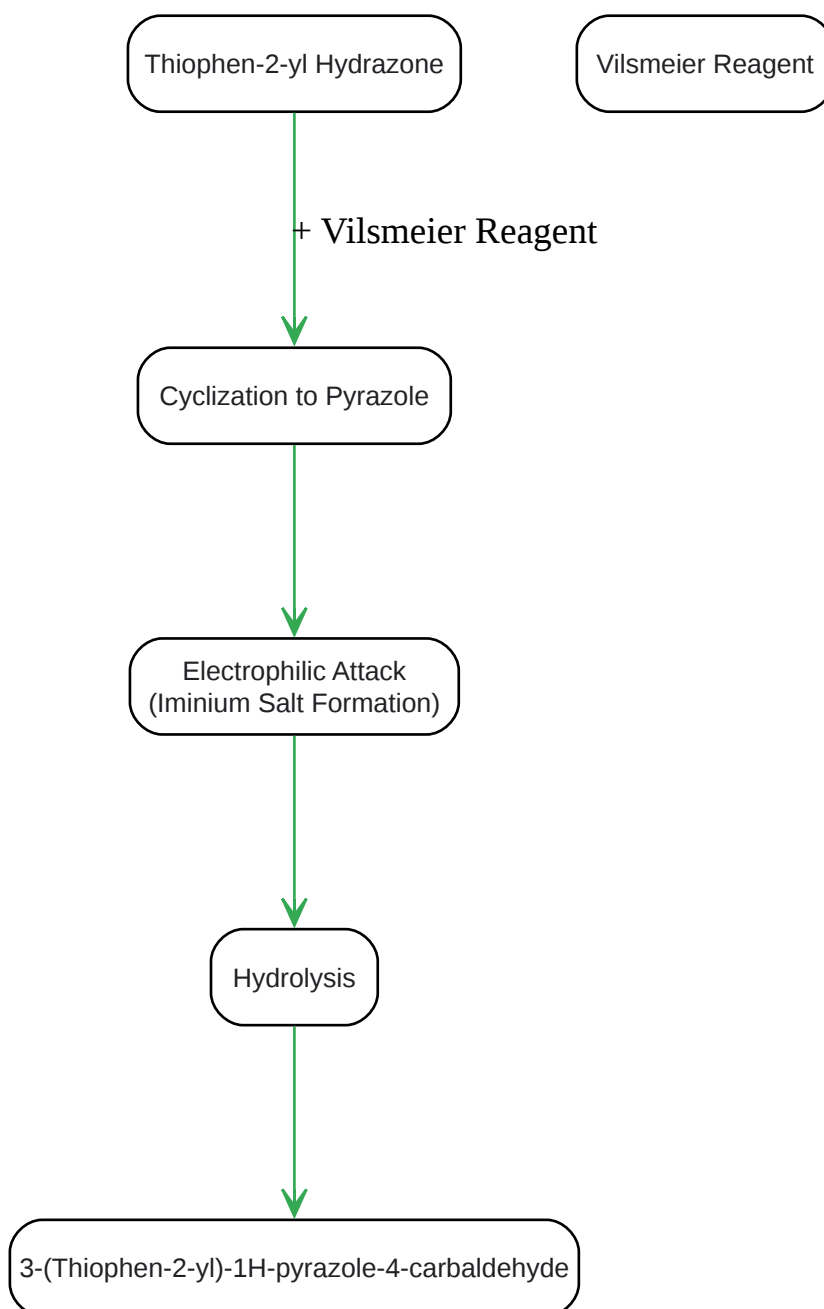 Thiophen-2-yl Hydrazone
Vilsmeier Reagent
+ Vilsmeier Reagent
Cyclization to Pyrazole
Electrophilic Attack
(Iminium Salt Formation)
Hydrolysis
3-(Thiophen-2-yl)-1H-pyrazole-4-carbaldehyde